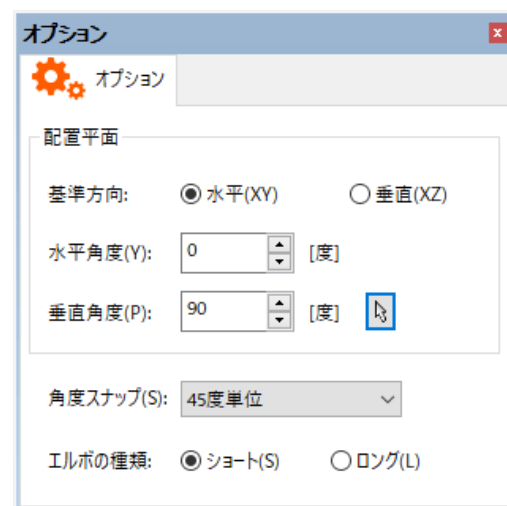 オプション
オプション
配置平面
基準方向: 水平(XY) 垂直(XZ)
水平角度(Y): 0 [度]
垂直角度(P): 90 [度]
角度スナップ(S): 45度単位
エルボの種類: ショート(S) ロング(L)